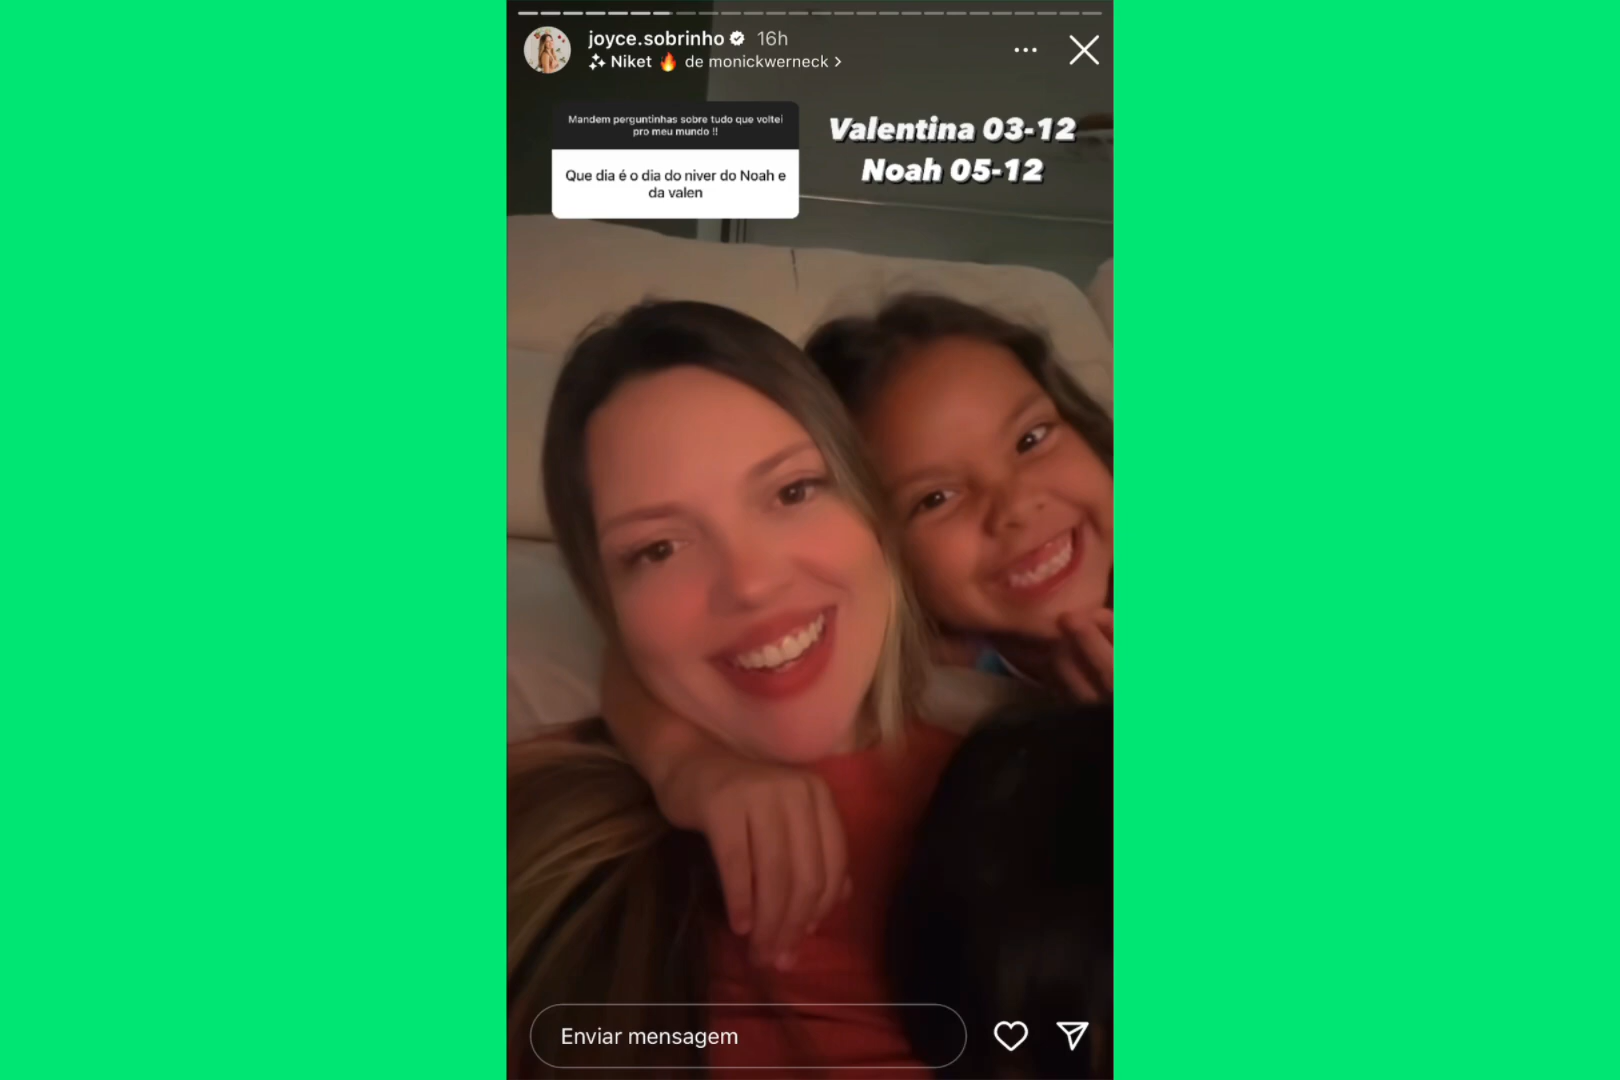 joyce.sobrinho 16h
Niket 🔥 de monickwerneck >
Mandem perguntinhas sobre tudo que voltei
pro meu mundo !!
Que dia é o dia do niver do Noah e
da valen
Valentina 03-12
Noah 05-12
Enviar mensagem